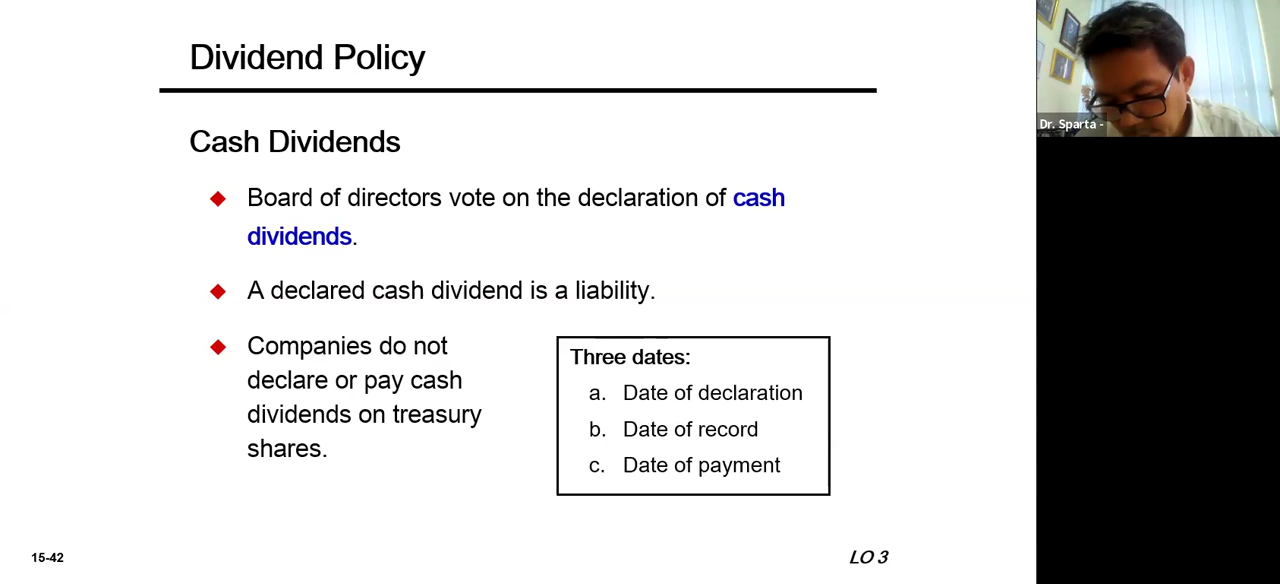 Dividend Policy
Cash Dividends
Board of directors vote on the declaration of cash
dividends.
A declared cash dividend is a liability.
Companies do not
declare or pay cash
dividends on treasury
shares.
Three dates:
a. Date of declaration
b. Date of record
c. Date of payment
15-42
LO 3
Dr. Sparta -